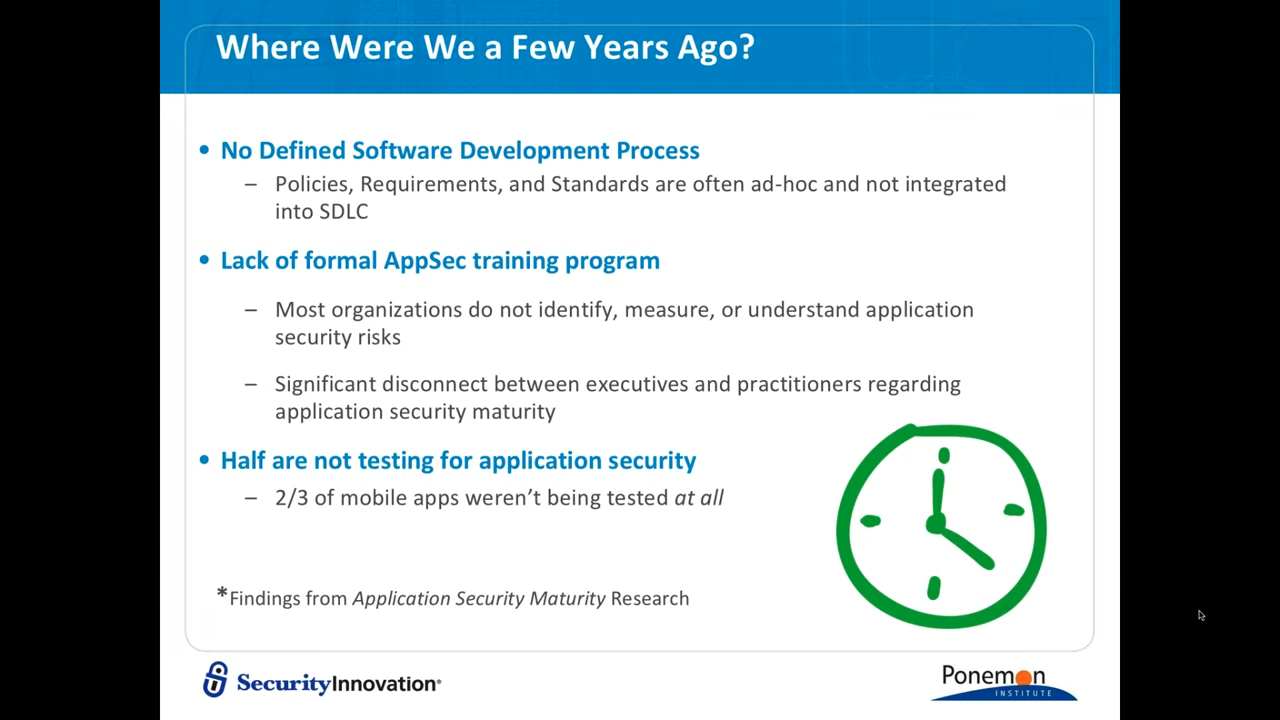 Where Were We a Few Years Ago?
• No Defined Software Development Process
– Policies, Requirements, and Standards are often ad-hoc and not integrated
into SDLC
• Lack of formal AppSec training program
– Most organizations do not identify, measure, or understand application
security risks
– Significant disconnect between executives and practitioners regarding
application security maturity
• Half are not testing for application security
– 2/3 of mobile apps weren’t being tested at all
*Findings from Application Security Maturity Research
SecurityInnovation®
Ponemon
INSTITUTE